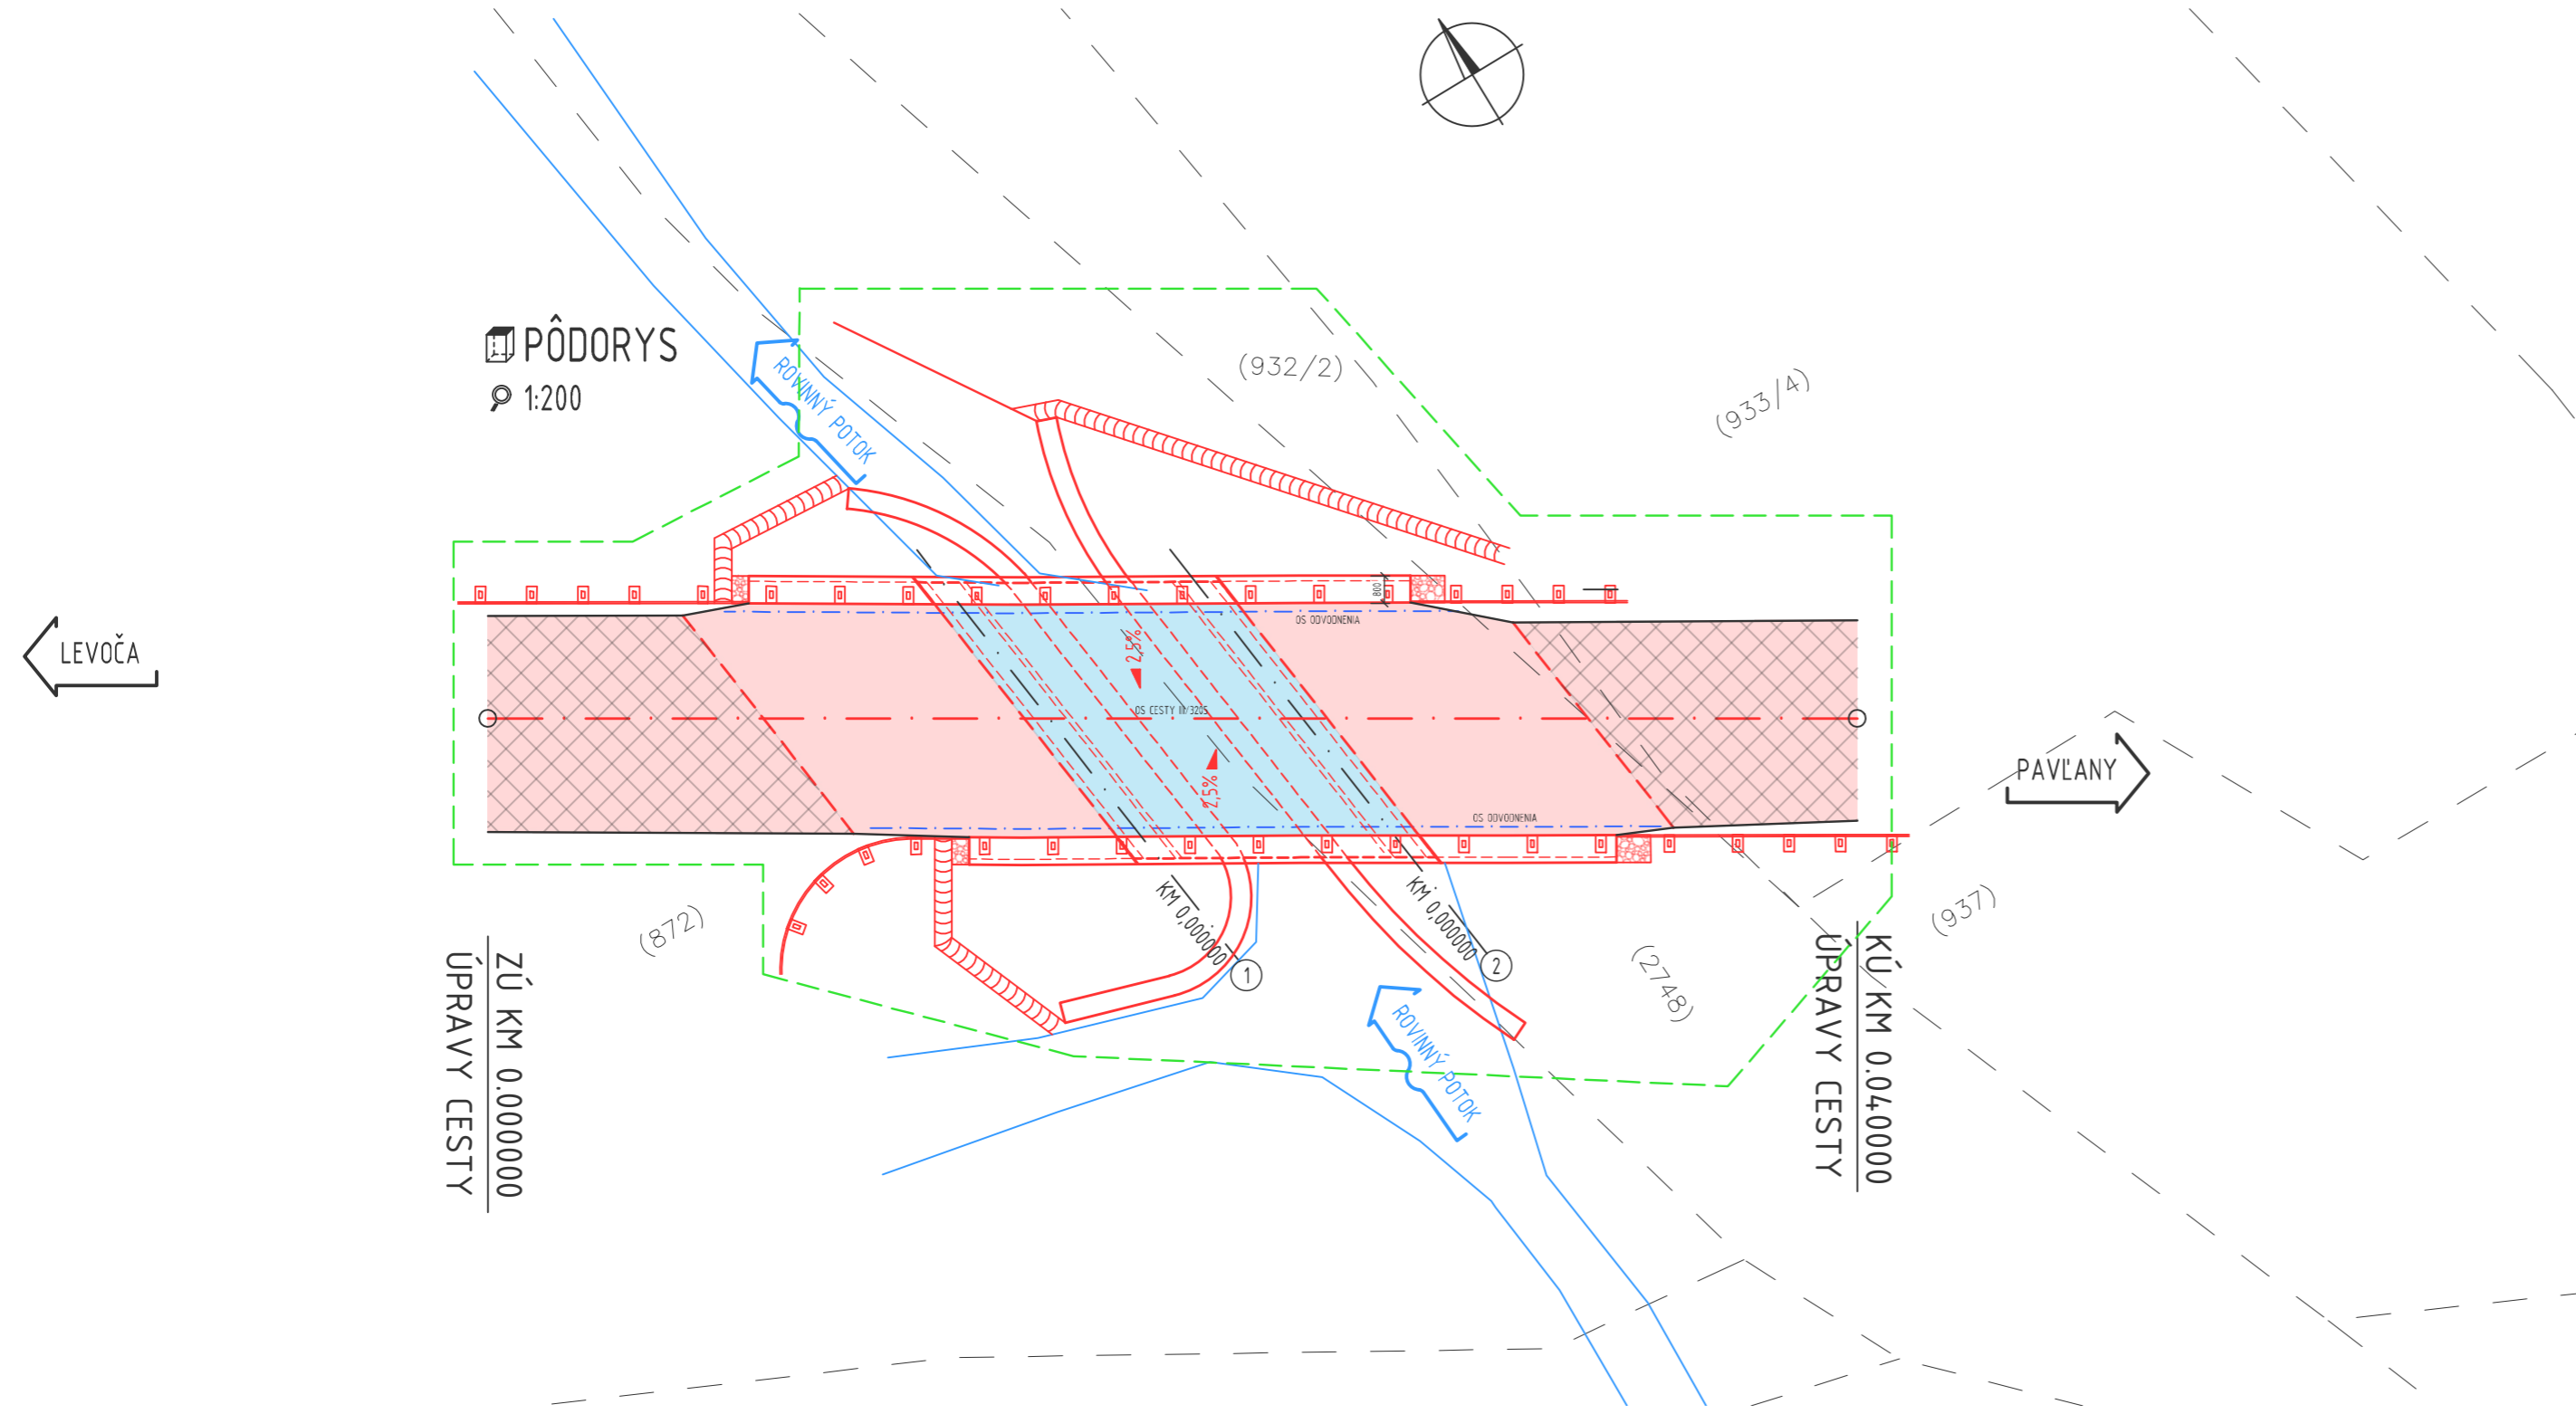 PÔDORYS
1:200
ROVINNÝ POTOK
(932/2)
(933/4)
LEVOČA
800
OS ODVODNENIA
2,5%
OS CESTY III/3205
2,5%
OS ODVODNENIA
PAVĽANY
KM 0,000000
1
KM 0,000000
2
(872)
(2748)
(937)
ROVINNÝ POTOK
ZÚ KM 0.000000
ÚPRAVY CESTY
KÚ KM 0.040000
ÚPRAVY CESTY